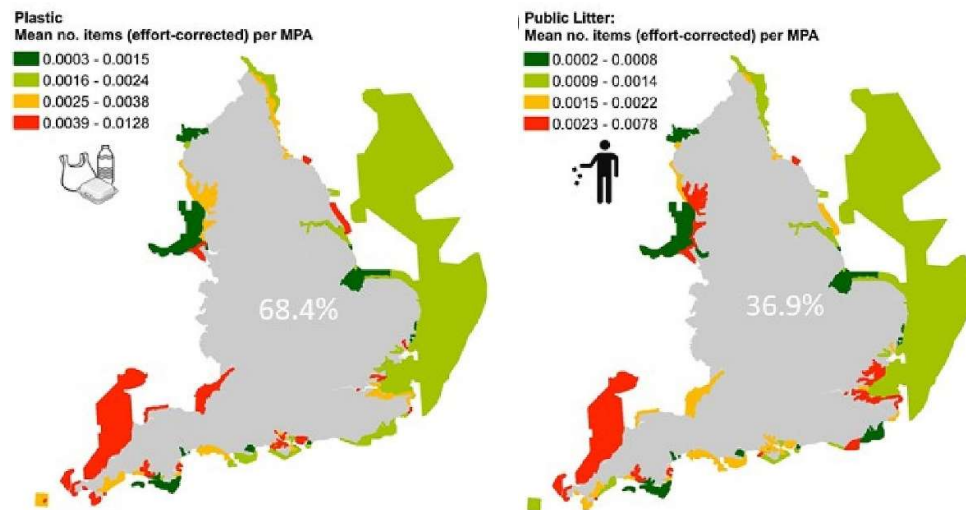 Plastic
Mean no. items (effort-corrected) per MPA
0.0003 - 0.0015
0.0016 - 0.0024
0.0025 - 0.0038
0.0039 - 0.0128
68.4%
Public Litter:
Mean no. items (effort-corrected) per MPA
0.0002 - 0.0008
0.0009 - 0.0014
0.0015 - 0.0022
0.0023 - 0.0078
36.9%